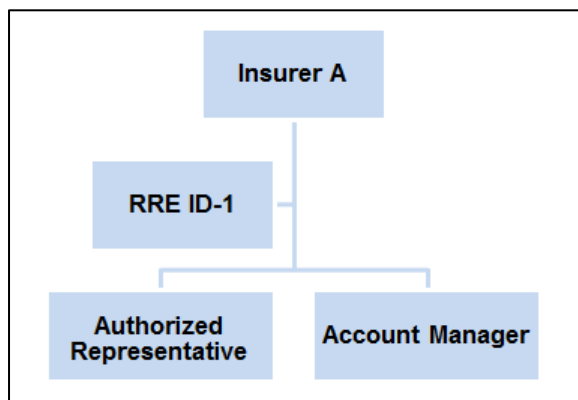 Insurer A
RRE ID-1
Authorized
Representative
Account Manager